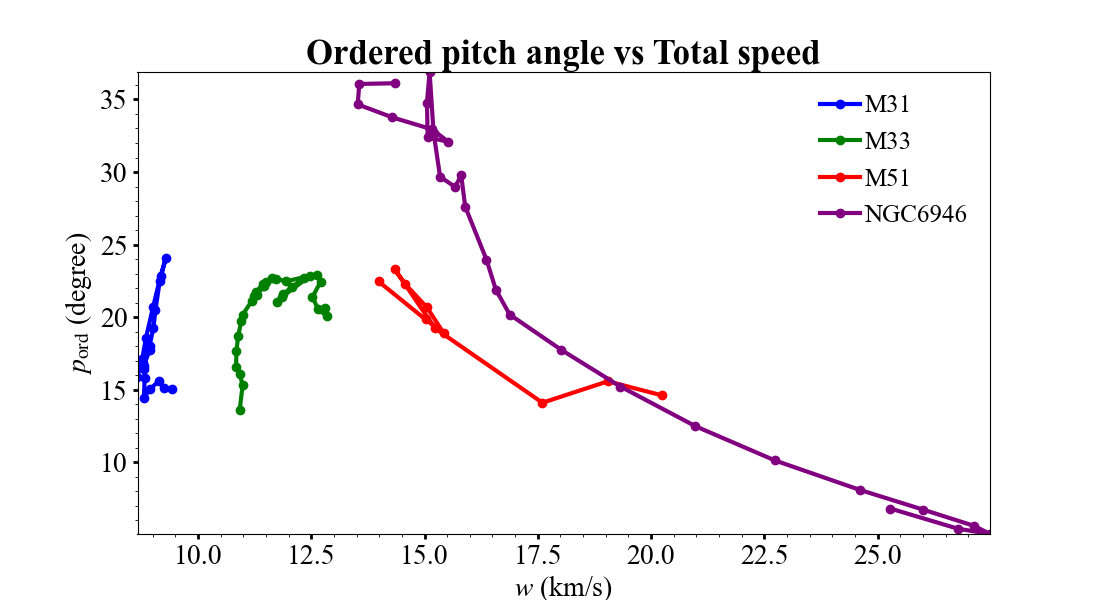 Ordered pitch angle vs Total speed
M31
M33
M51
NGC6946
35
30
25
20
15
10
p_ord (degree)
10.0 12.5 15.0 17.5 20.0 22.5 25.0
w (km/s)